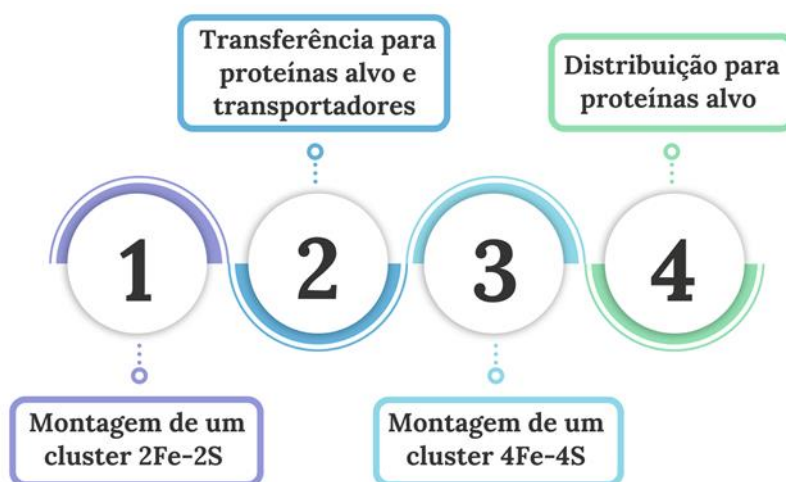 Transferência para
proteínas alvo e
transportadores
Distribuição para
proteínas alvo
1
2
3
4
Montagem de um
cluster 2Fe-2S
Montagem de um
cluster 4Fe-4S